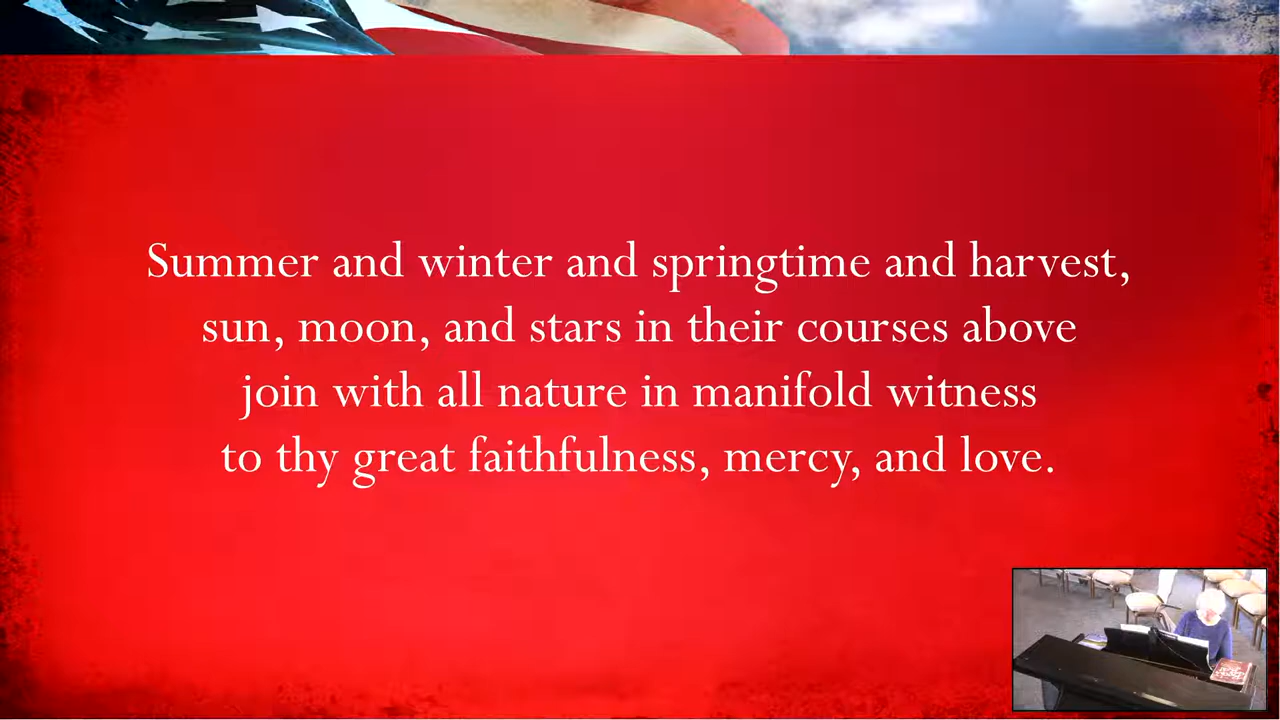 Summer and winter and springtime and harvest,
sun, moon, and stars in their courses above
join with all nature in manifold witness
to thy great faithfulness, mercy, and love.